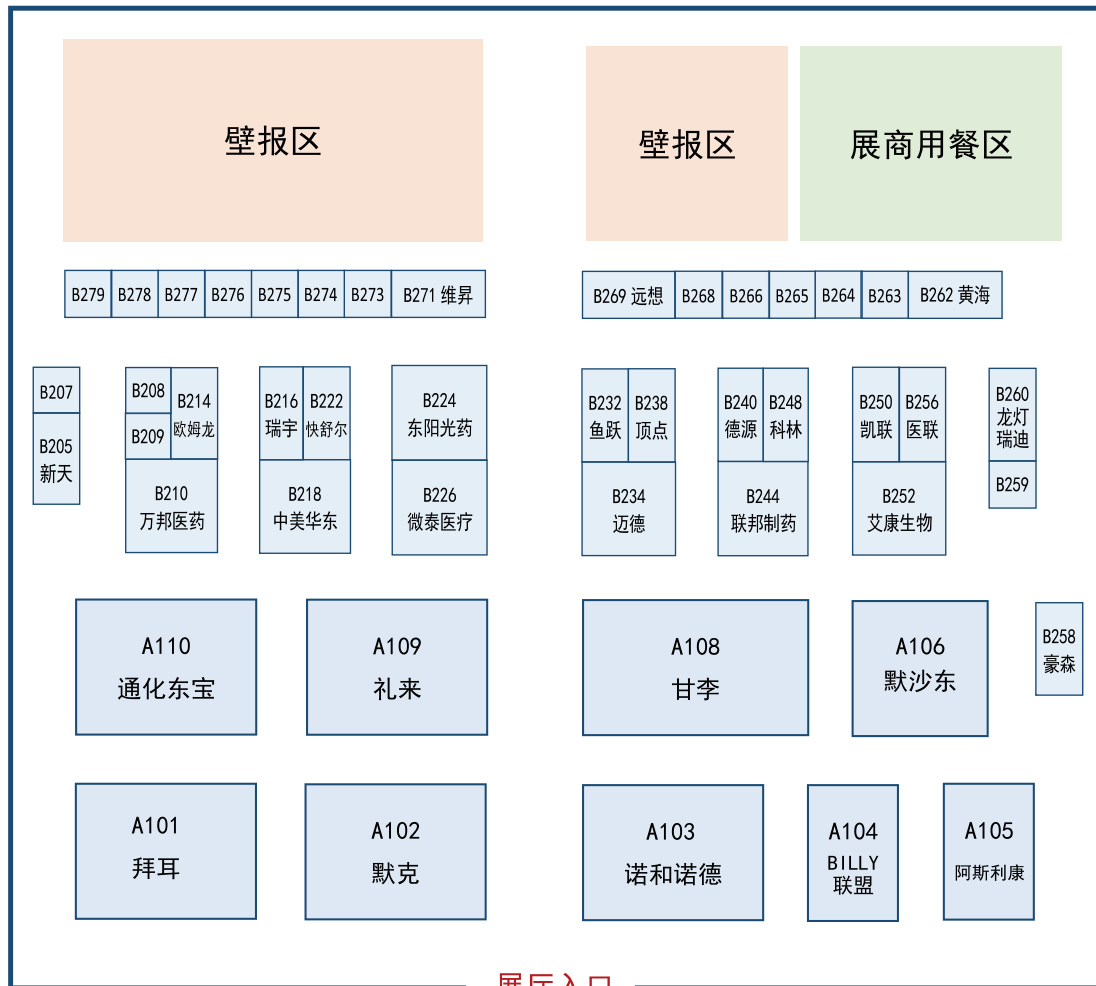 壁报区
壁报区
展商用餐区
B279
B278
B277
B276
B275
B274
B273
B271 维昇
B269 远想
B268
B266
B265
B264
B263
B262 黄海
B207
B205
新天
B208
B209
B214
欧姆龙
B210
万邦医药
B216
瑞宇
B222
快舒尔
B218
中美华东
B224
东阳光药
B226
微泰医疗
B232
鱼跃
B238
顶点
B234
迈德
B240
德源
B248
科林
B244
联邦制药
B250
凯联
B256
医联
B252
艾康生物
B260
龙灯
瑞迪
B259
A110
通化东宝
A109
礼来
A108
甘李
A106
默沙东
B258
豪森
A101
拜耳
A102
默克
A103
诺和诺德
A104
BILLY
联盟
A105
阿斯利康
展厅入口